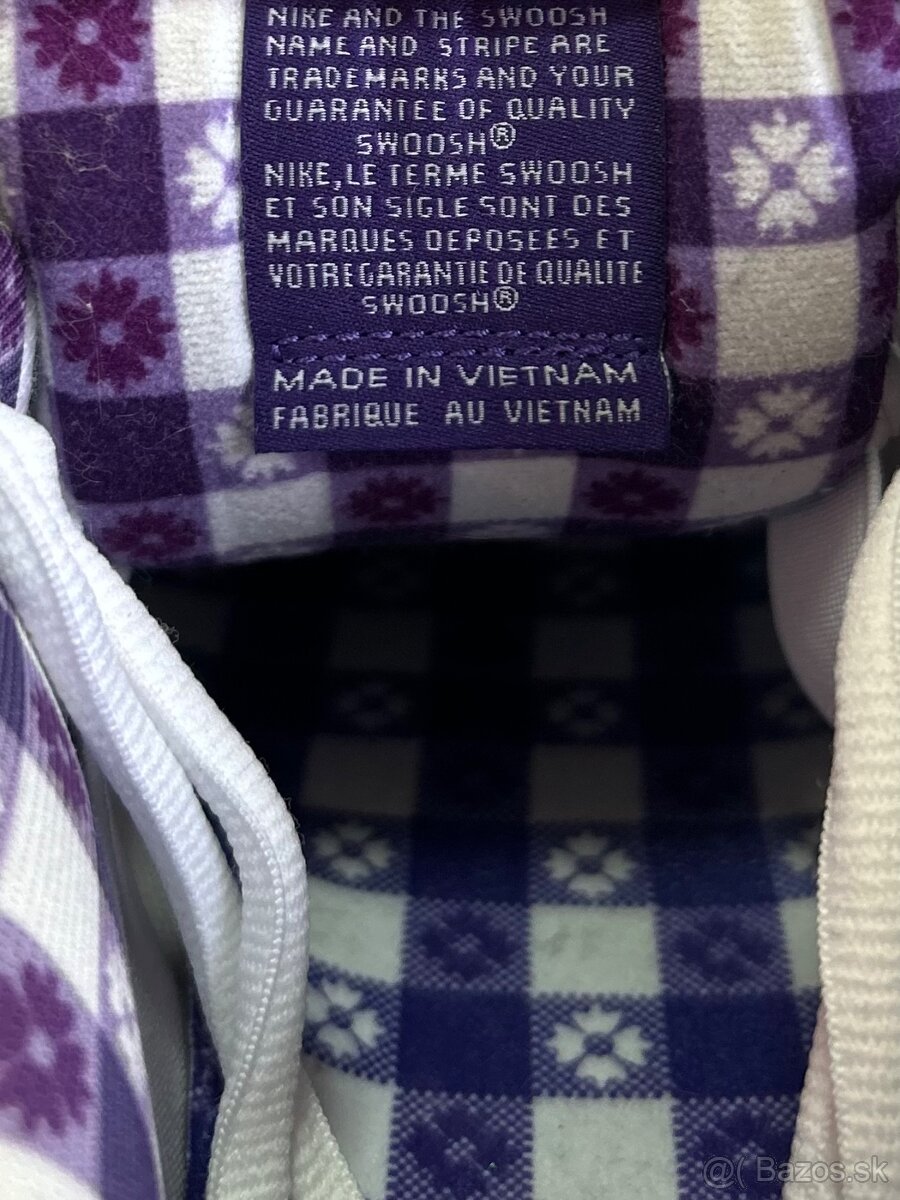 NIKE AND THE SWOOSH
NAME AND STRIPE ARE
TRADEMARKS AND YOUR
GUARANTEE OF QUALITY
SWOOSH®
NIKE, LE TERME SWOOSH
ET SON SIGLE SONT DES
MARQUES DEPOSEES ET
VOTRE GARANTIE DE QUALITE
SWOOSH®
MADE IN VIETNAM
FABRIQUE AU VIETNAM
@( Bazos.sk